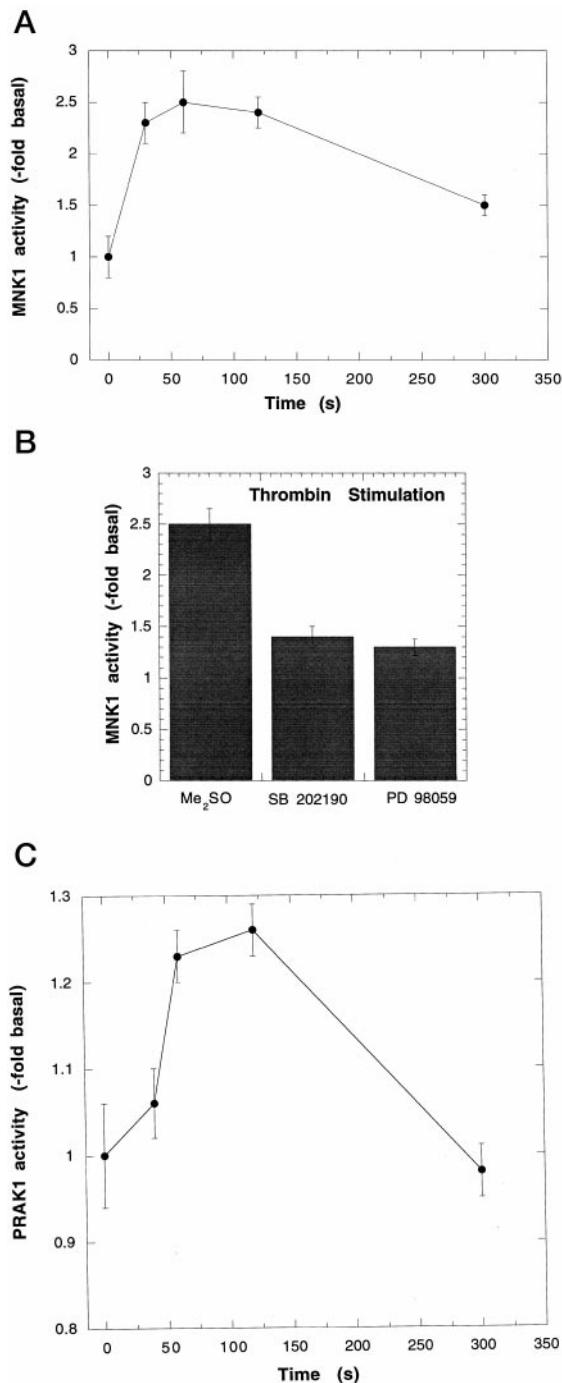 A
MNK1 activity (-fold basal)
3
2.5
2
1.5
1
0.5
0
0 50 100 150 200 250 300 350
Time (s)
B
MNK1 activity (-fold basal)
3
2.5
2
1.5
1
0.5
0
Thrombin Stimulation
Me₂SO SB 202190 PD 98059
C
PRAK1 activity (-fold basal)
1.3
1.2
1.1
1
0.9
0.8
0 50 100 150 200 250 300 350
Time (s)